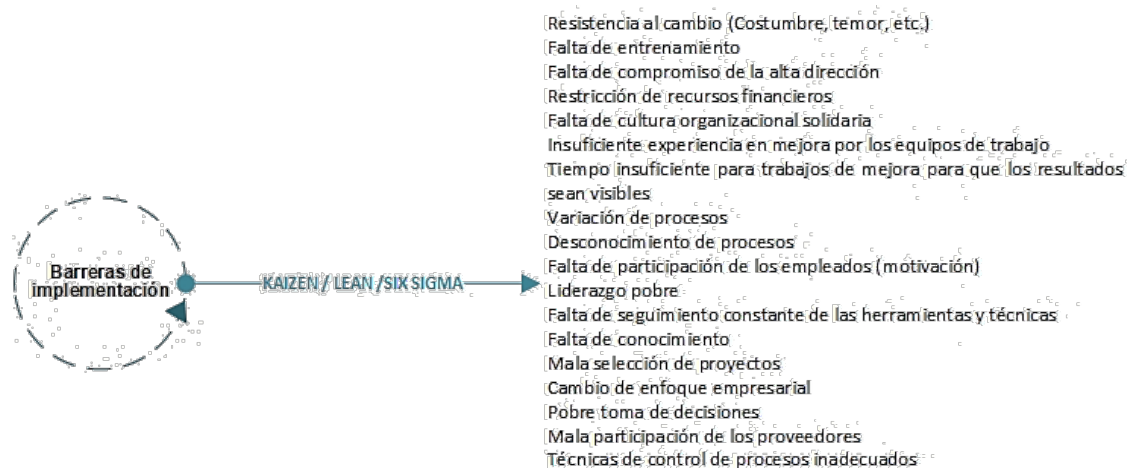 Barreras de
implementación
KAIZEN / LEAN /SIX SIGMA
Resistencia al cambio (Costumbre, temor, etc.)
Falta de entrenamiento
Falta de compromiso de la alta dirección
Restricción de recursos financieros
Falta de cultura organizacional solidaria
Insuficiente experiencia en mejora por los equipos de trabajo
Tiempo insuficiente para trabajos de mejora para que los resultados
sean visibles
Variación de procesos
Desconocimiento de procesos
Falta de participación de los empleados (motivación)
Liderazgo pobre
Falta de seguimiento constante de las herramientas y técnicas
Falta de conocimiento
Mala selección de proyectos
Cambio de enfoque empresarial
Pobre toma de decisiones
Mala participación de los proveedores
Técnicas de control de procesos inadecuados